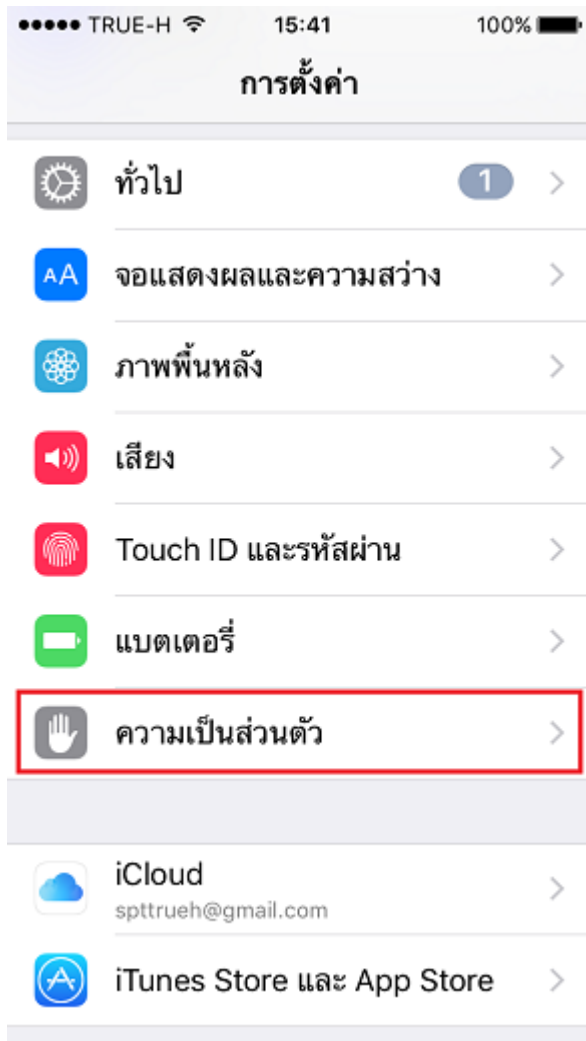 TRUE-H 15:41 100%
การตั้งค่า
ทั่วไป 1
AA จอแสดงผลและความสว่าง
ภาพพื้นหลัง
เสียง
Touch ID และรหัสผ่าน
แบตเตอรี่
ความเป็นส่วนตัว
iCloud
spttrueh@gmail.com
iTunes Store และ App Store